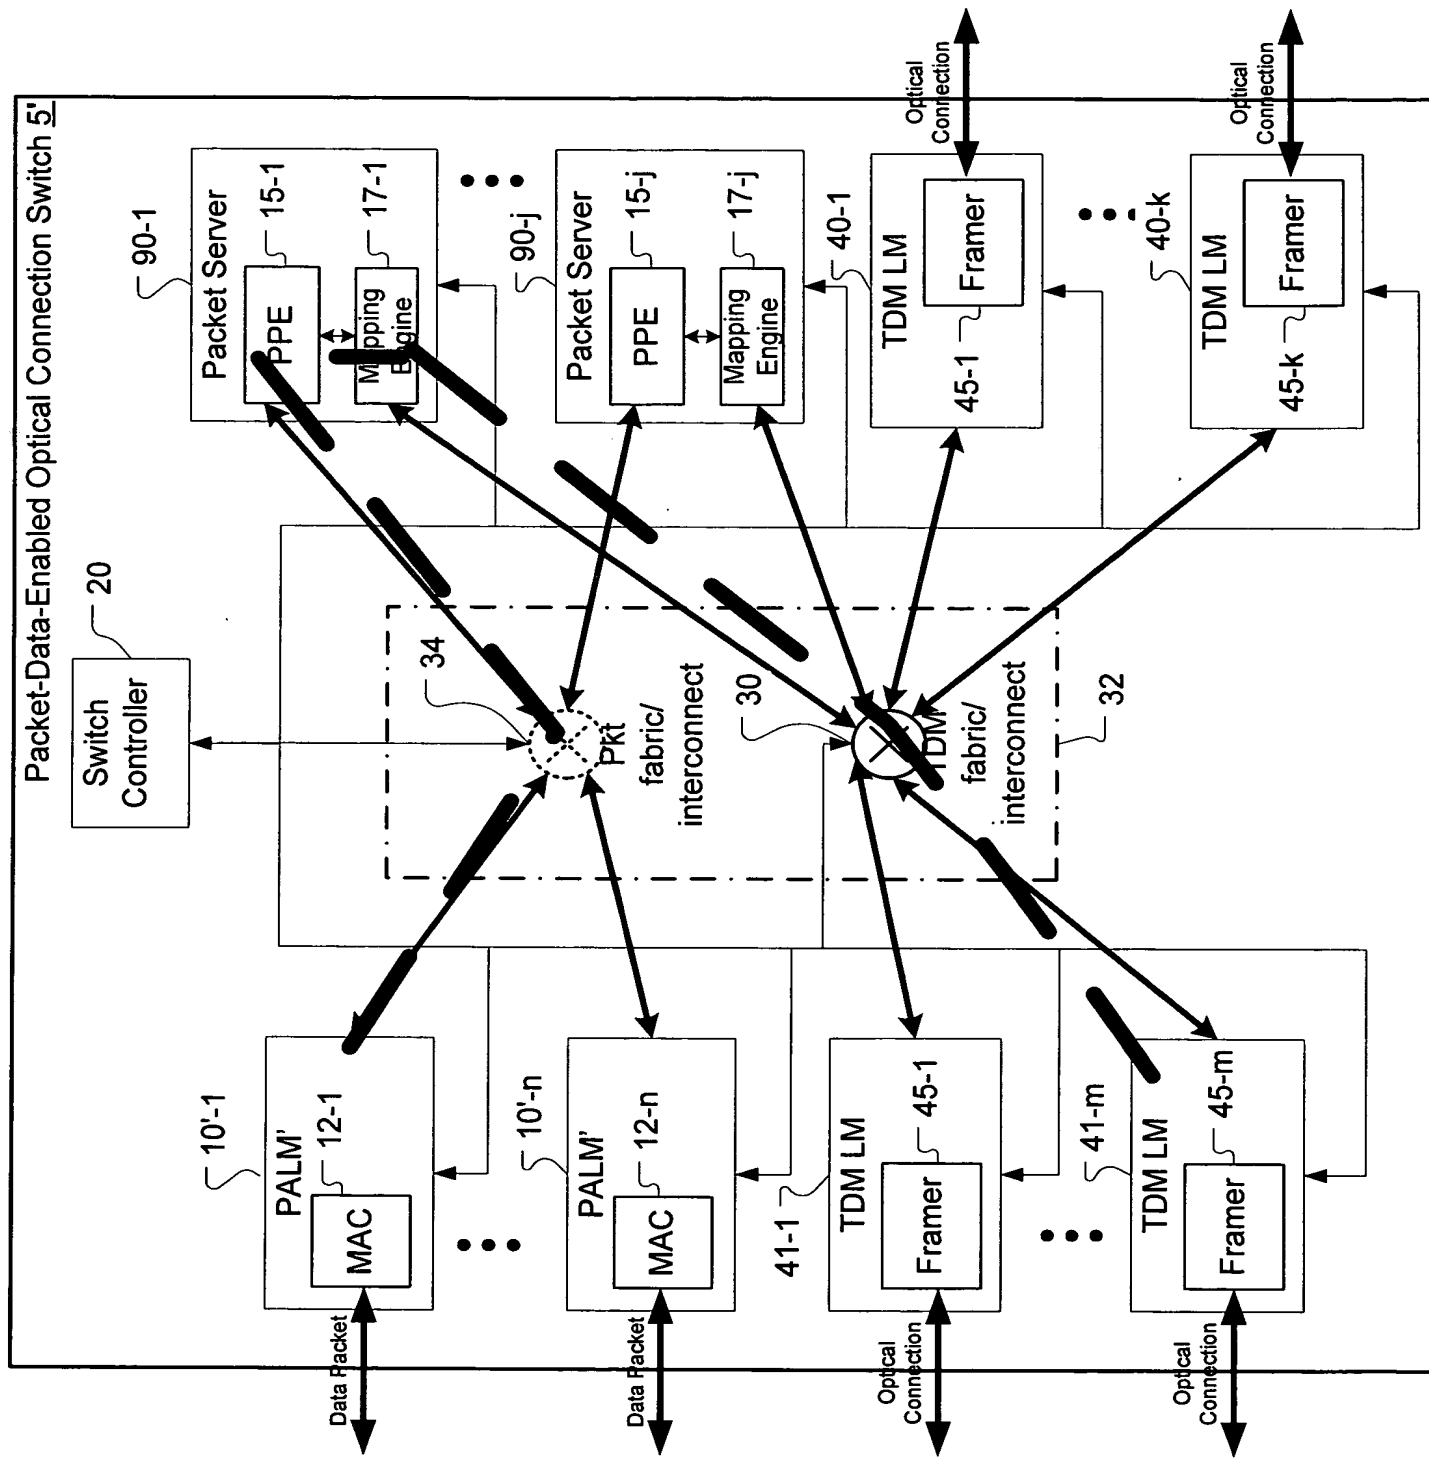 Packet-Data-Enabled Optical Connection Switch 5'
Switch
Controller
20
10'-1
PALM'
12-1
MAC
Data Packet
10'-n
PALM'
12-n
MAC
Data Packet
41-1
TDM LM
45-1
Framer
Optical
Connection
41-m
TDM LM
45-m
Framer
Optical
Connection
34
Pkt
fabric/
interconnect
30
TDM
fabric/
interconnect
32
90-1
Packet Server
15-1
PPE
17-1
Mapping
Engine
90-j
Packet Server
15-j
PPE
17-j
Mapping
Engine
40-1
TDM LM
45-1
Framer
Optical
Connection
40-k
TDM LM
45-k
Framer
Optical
Connection